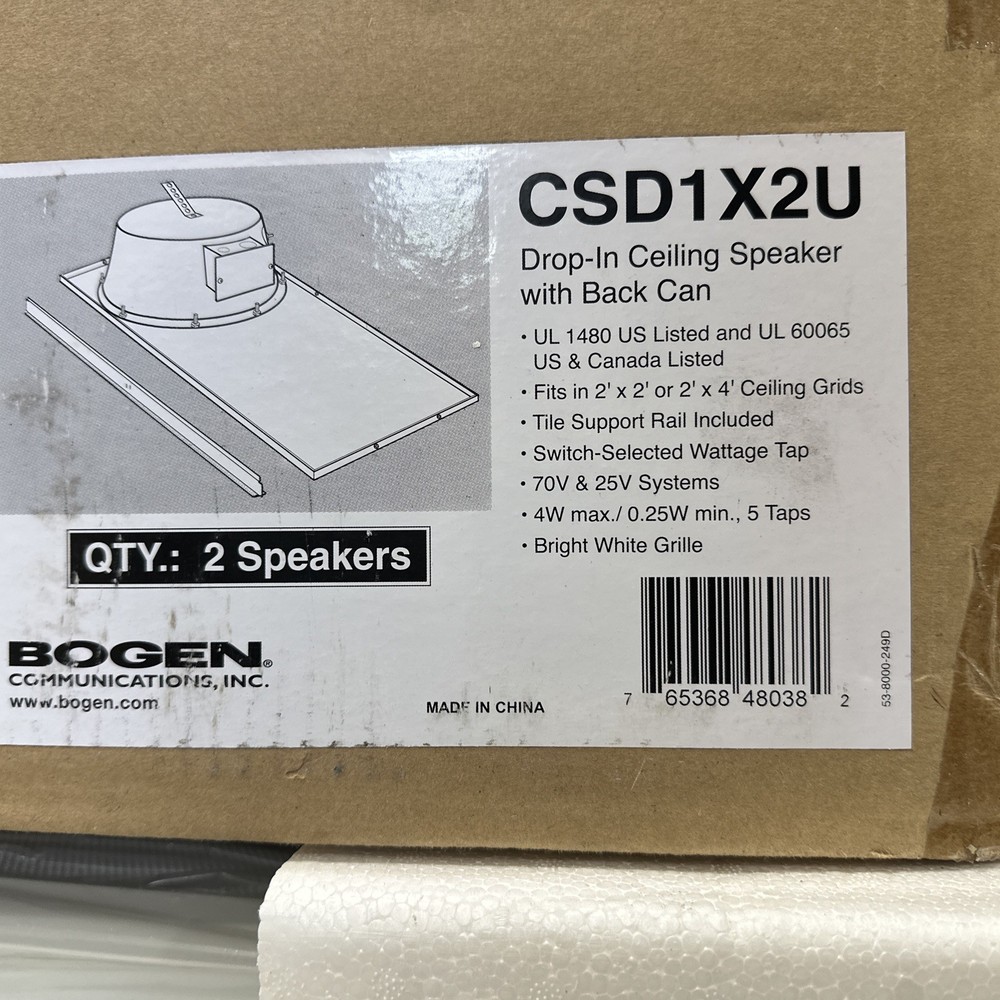 CSD1X2U
Drop-In Ceiling Speaker
with Back Can
• UL 1480 US Listed and UL 60065
US & Canada Listed
• Fits in 2' x 2' or 2' x 4' Ceiling Grids
• Tile Support Rail Included
• Switch-Selected Wattage Tap
• 70V & 25V Systems
• 4W max./ 0.25W min., 5 Taps
• Bright White Grille
QTY.: 2 Speakers
BOGEN®
COMMUNICATIONS, INC.
www.bogen.com
MADE IN CHINA
7 65368 48038 2
53-8000-249D